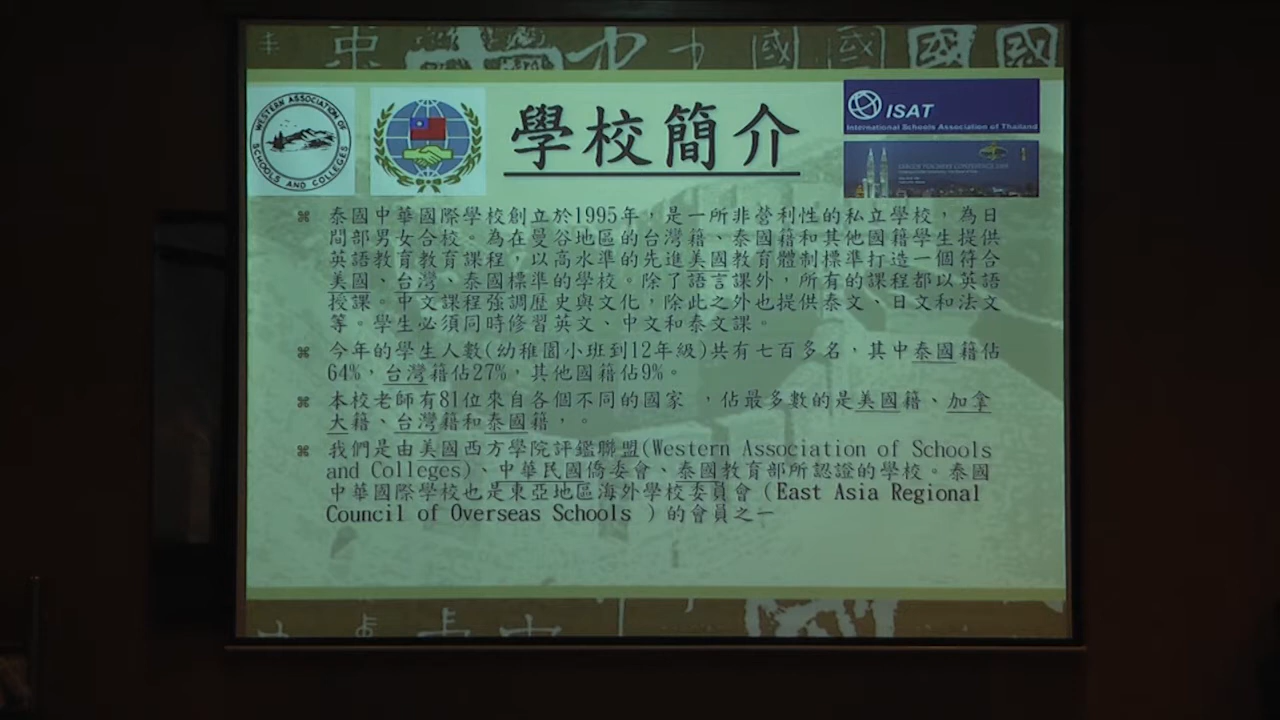 東
中
中
國
國
國
國
WESTERN ASSOCIATION OF
SCHOOLS AND COLLEGES
學校簡介
ISAT
International Schools Association of Thailand
泰國中華國際學校創立於1995年，是一所非營利性的私立學校，為日
間部男女合校。為在曼谷地區的台灣籍、泰國籍和其他國籍學生提供
英語教育教育課程，以高水準的先進美國教育體制標準打造一個符合
美國、台灣、泰國標準的學校。除了語言課外，所有的課程都以英語
授課。中文課程強調歷史與文化，除此之外也提供泰文、日文和法文
等。學生必須同時修習英文、中文和泰文課。
今年的學生人數(幼稚園小班到12年級)共有七百多名，其中泰國籍佔
64%，台灣籍佔27%，其他國籍佔9%。
本校老師有81位來自各個不同的國家 ，佔最多數的是美國籍、加拿
大籍、台灣籍和泰國籍，。
我們是由美國西方學院評鑑聯盟(Western Association of Schools
and Colleges)、中華民國僑委會、泰國教育部所認證的學校。泰國
中華國際學校也是東亞地區海外學校委員會（East Asia Regional
Council of Overseas Schools ）的會員之一